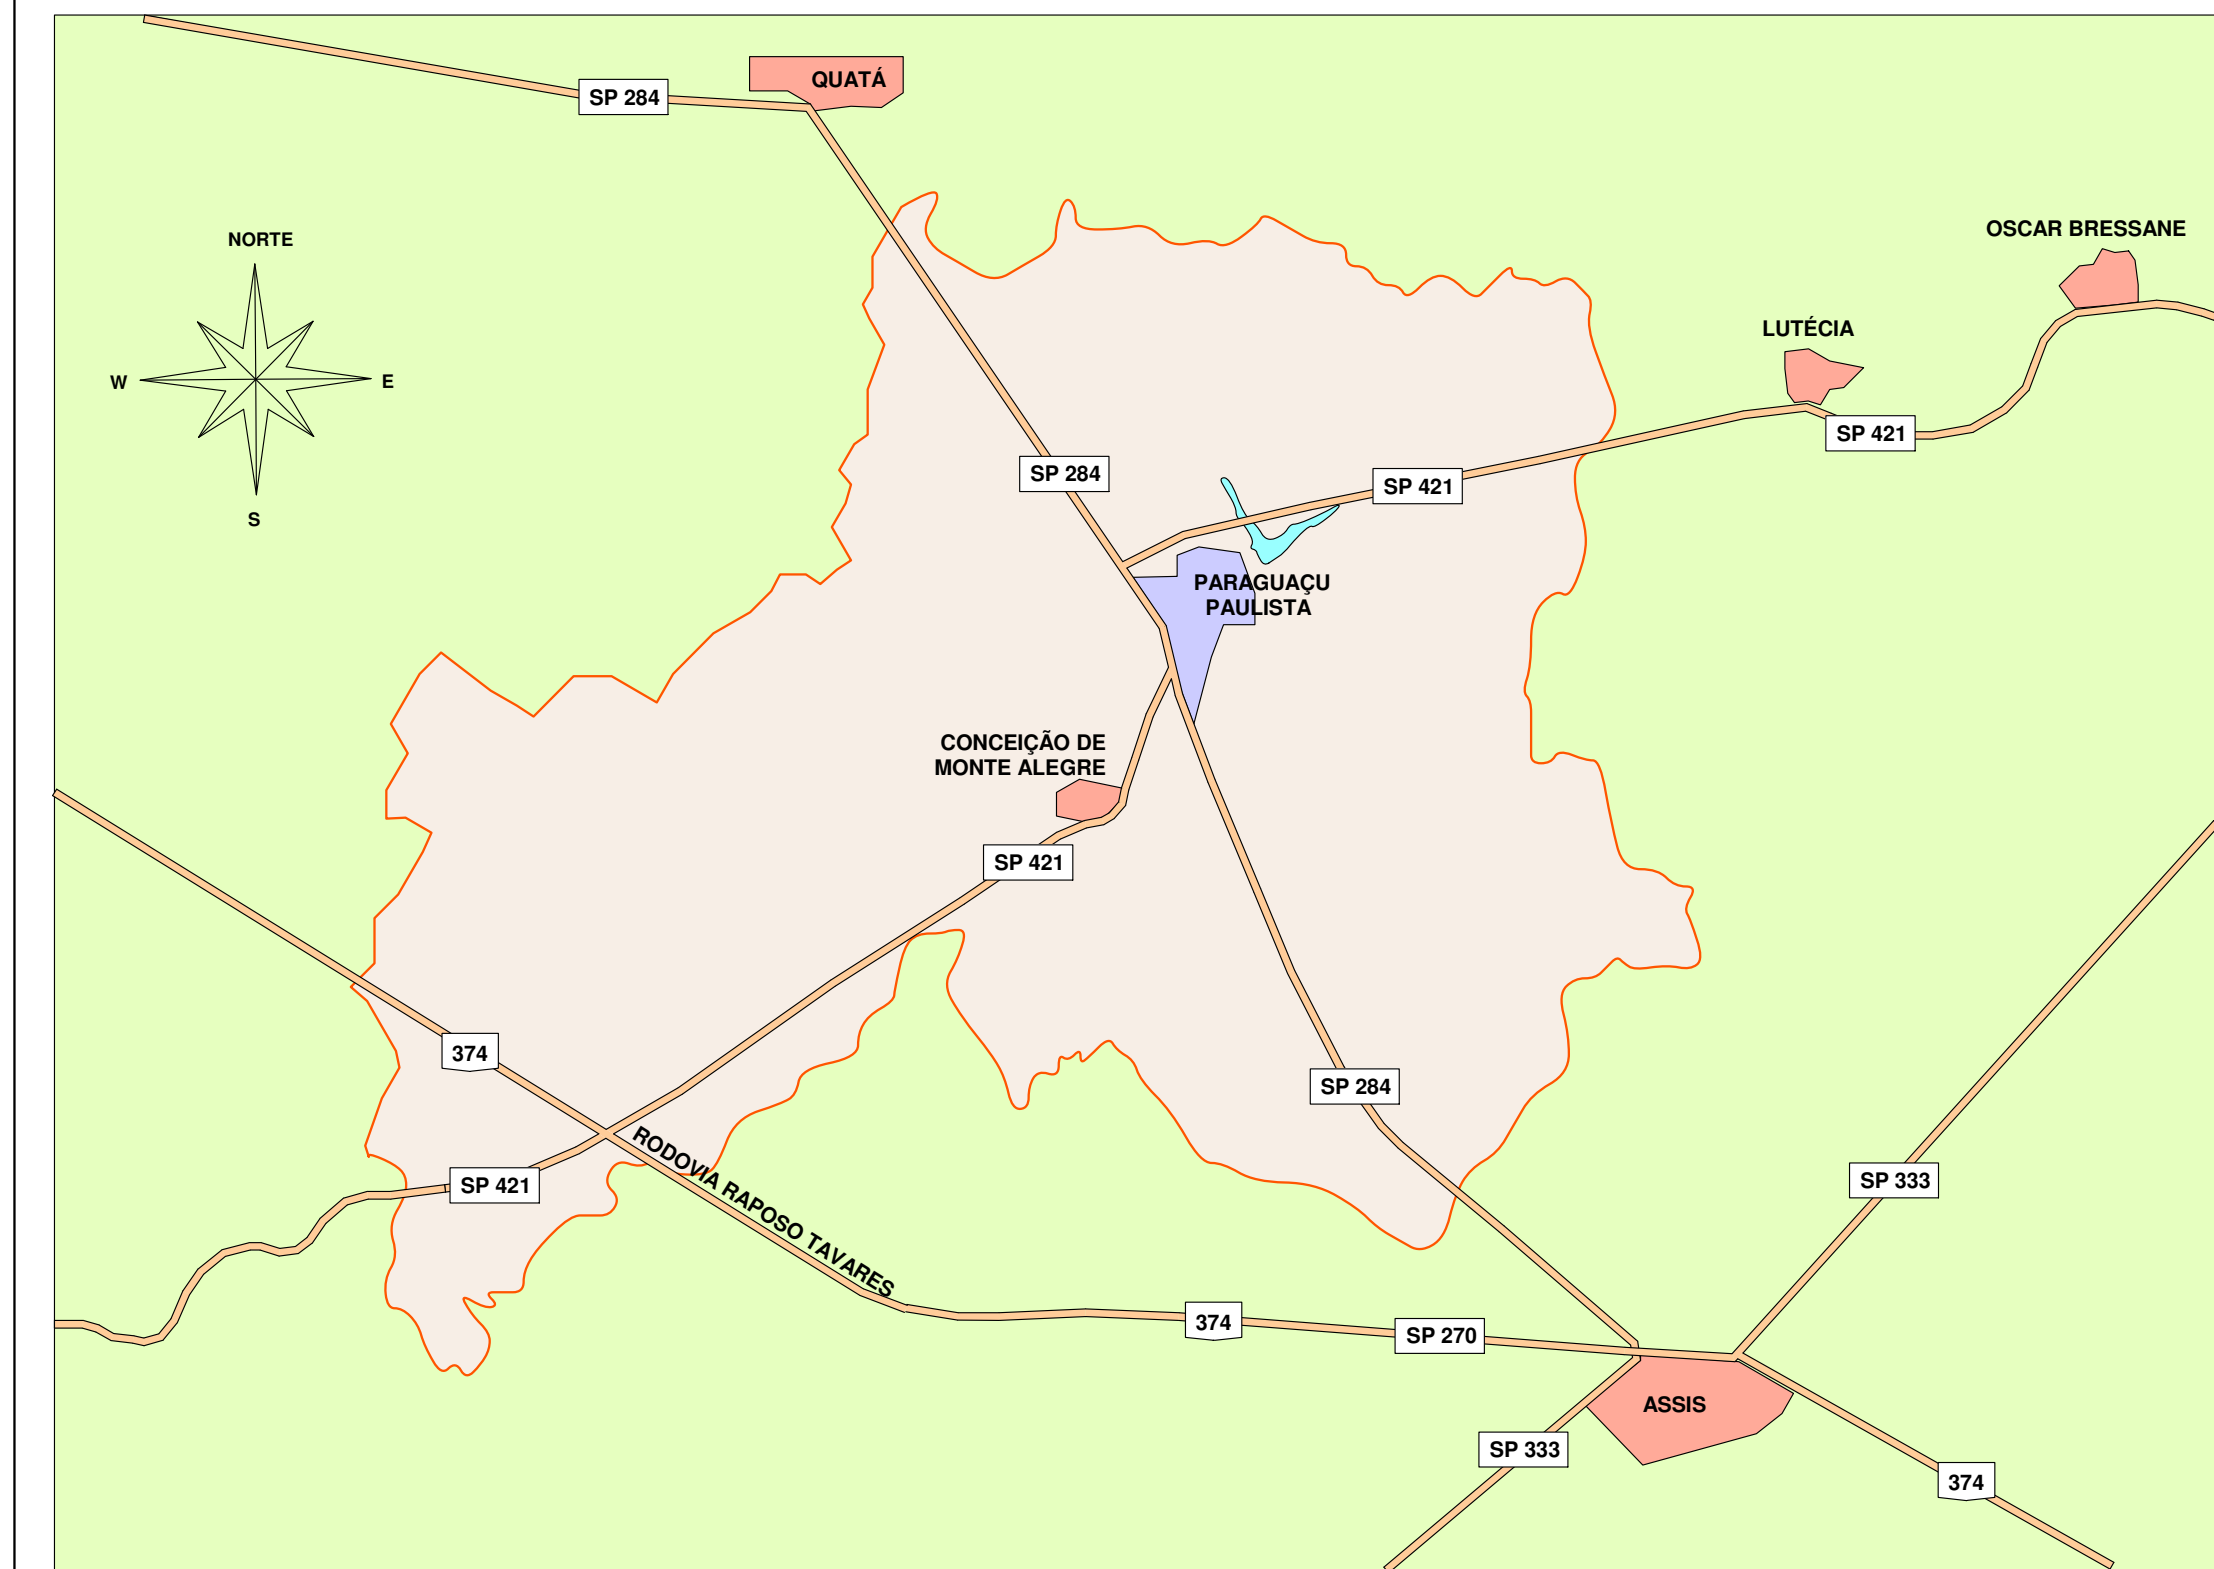 QUATÁ
SP 284
OSCAR BRESSANE
NORTE
LUTÉCIA
W
E
SP 421
SP 284
SP 421
S
PARAGUAÇU
PAULISTA
CONCEIÇÃO DE
MONTE ALEGRE
SP 421
374
SP 284
RODOVIA RAPOSO TAVARES
SP 333
SP 421
374
SP 270
ASSIS
SP 333
374